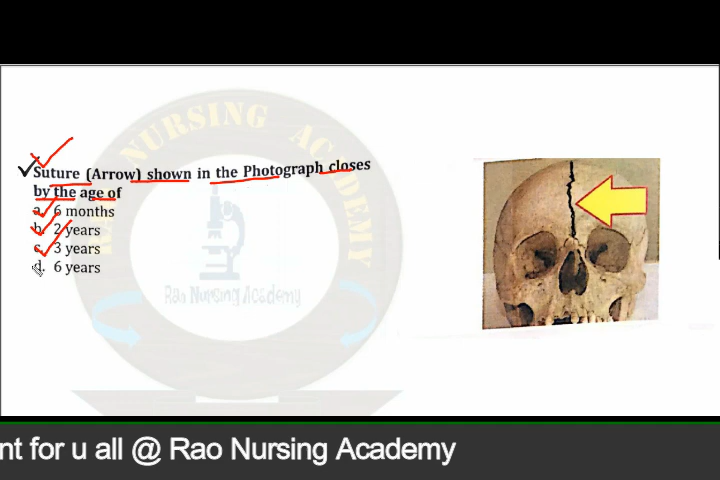 NURSING ACADEMY
Suture (Arrow) shown in the Photograph closes
by the age of
a. 6 months
b. 2 years
c. 3 years
d. 6 years
Rao Nursing Academy
nt for u all @ Rao Nursing Academy